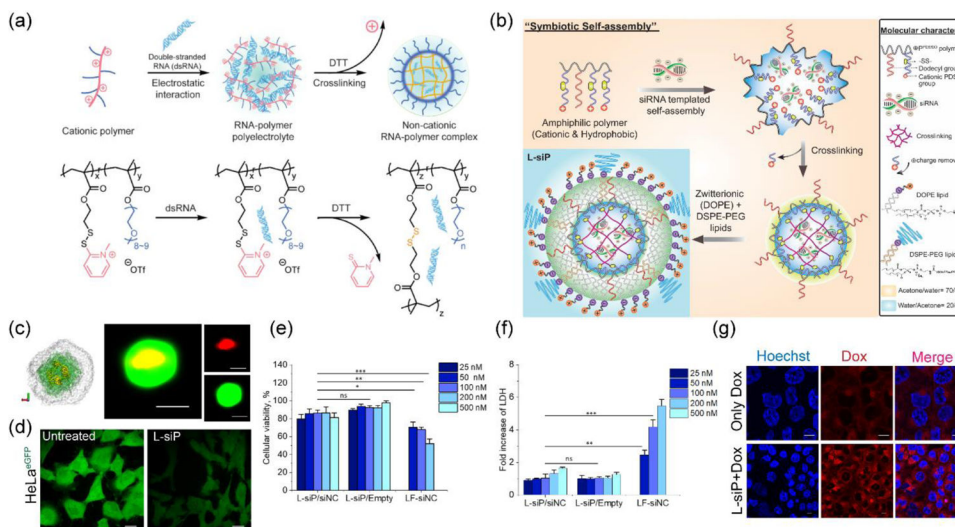 (a)
Double-stranded
RNA (dsRNA)
Electrostatic
interaction
DTT
Crosslinking
Cationic polymer
RNA-polymer
polyelectrolyte
Non-cationic
RNA-polymer complex
x
y
O
O
O
O
8~9
S
S
N
⊕
⊖OTf
dsRNA
x
y
O
O
O
O
8~9
S
S
N
⊕
⊖OTf
DTT
S
N
z
y
O
O
O
O
n
S
S
O
O
z
(b)
"Symbiotic Self-assembly"
Amphiphilic polymer
(Cationic & Hydrophobic)
siRNA templated
self-assembly
Crosslinking
Zwitterionic
(DOPE) +
DSPE-PEG
lipids
L-siP
Molecular character
-SS-
Dodecyl group
Cationic PDS
group
siRNA
Crosslinking
DOPE lipid
DSPE-PEG lipid
Acetone/water= 70/
Water/Acetone= 20/
(c)
(d)
HeLaeGFP
Untreated
L-siP
(e)
Cellular viability, %
140
120
100
80
60
40
20
0
***
**
*
ns
25 nM
50 nM
100 nM
200 nM
500 nM
L-siP/siNC
L-siP/Empty
LF-siNC
(f)
Fold increase of LDH
8
6
4
2
0
***
**
ns
25 nM
50 nM
100 nM
200 nM
500 nM
L-siP/siNC
L-siP/Empty
LF-siNC
(g)
Hoechst
Dox
Merge
Only Dox
L-siP+Dox